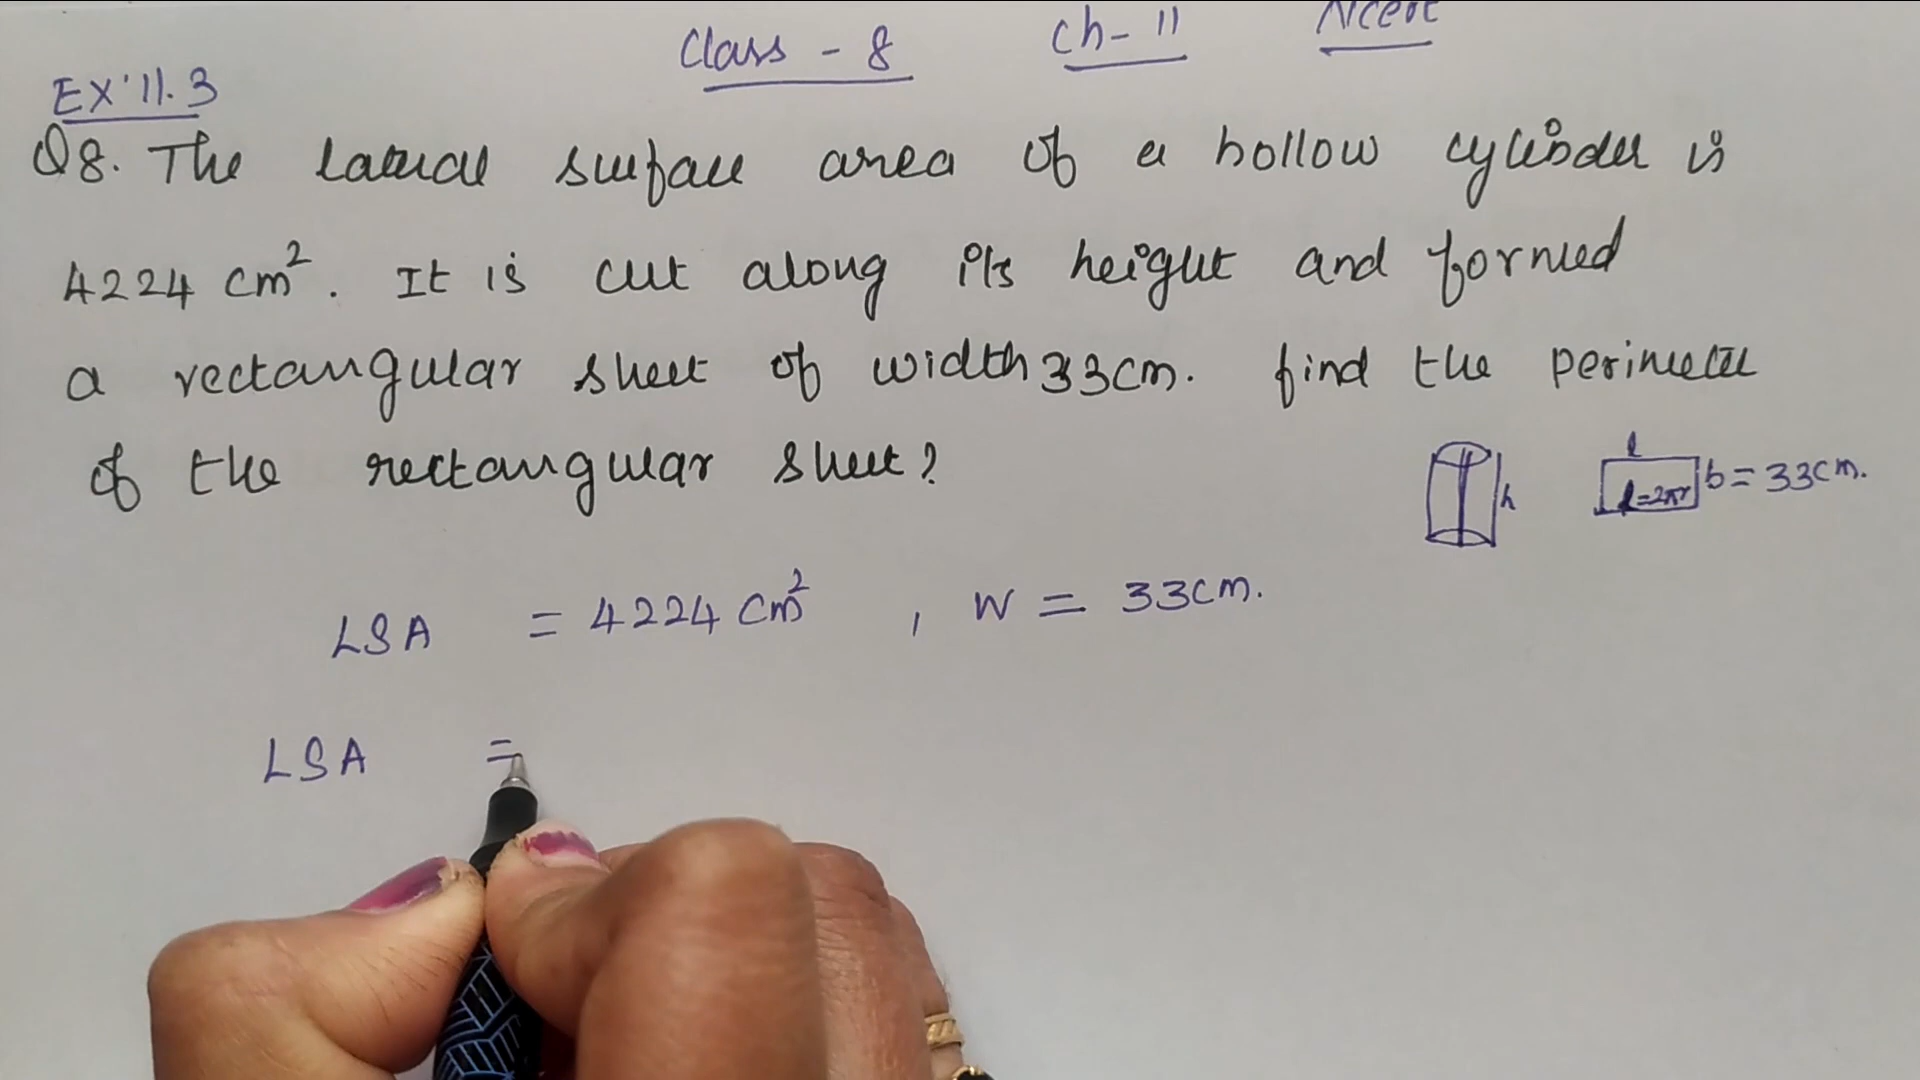 Class - 8 Ch- 11 Ncert
EX'11.3
Q8. The lateral surface area of a hollow cylinder is
4224 cm². It is cut along its height and formed
a rectangular sheet of width 33cm. find the perimeter
of the rectangular sheet?
h
l
l=2πr
b = 33cm.
LSA = 4224 cm² , W = 33cm.
LSA =